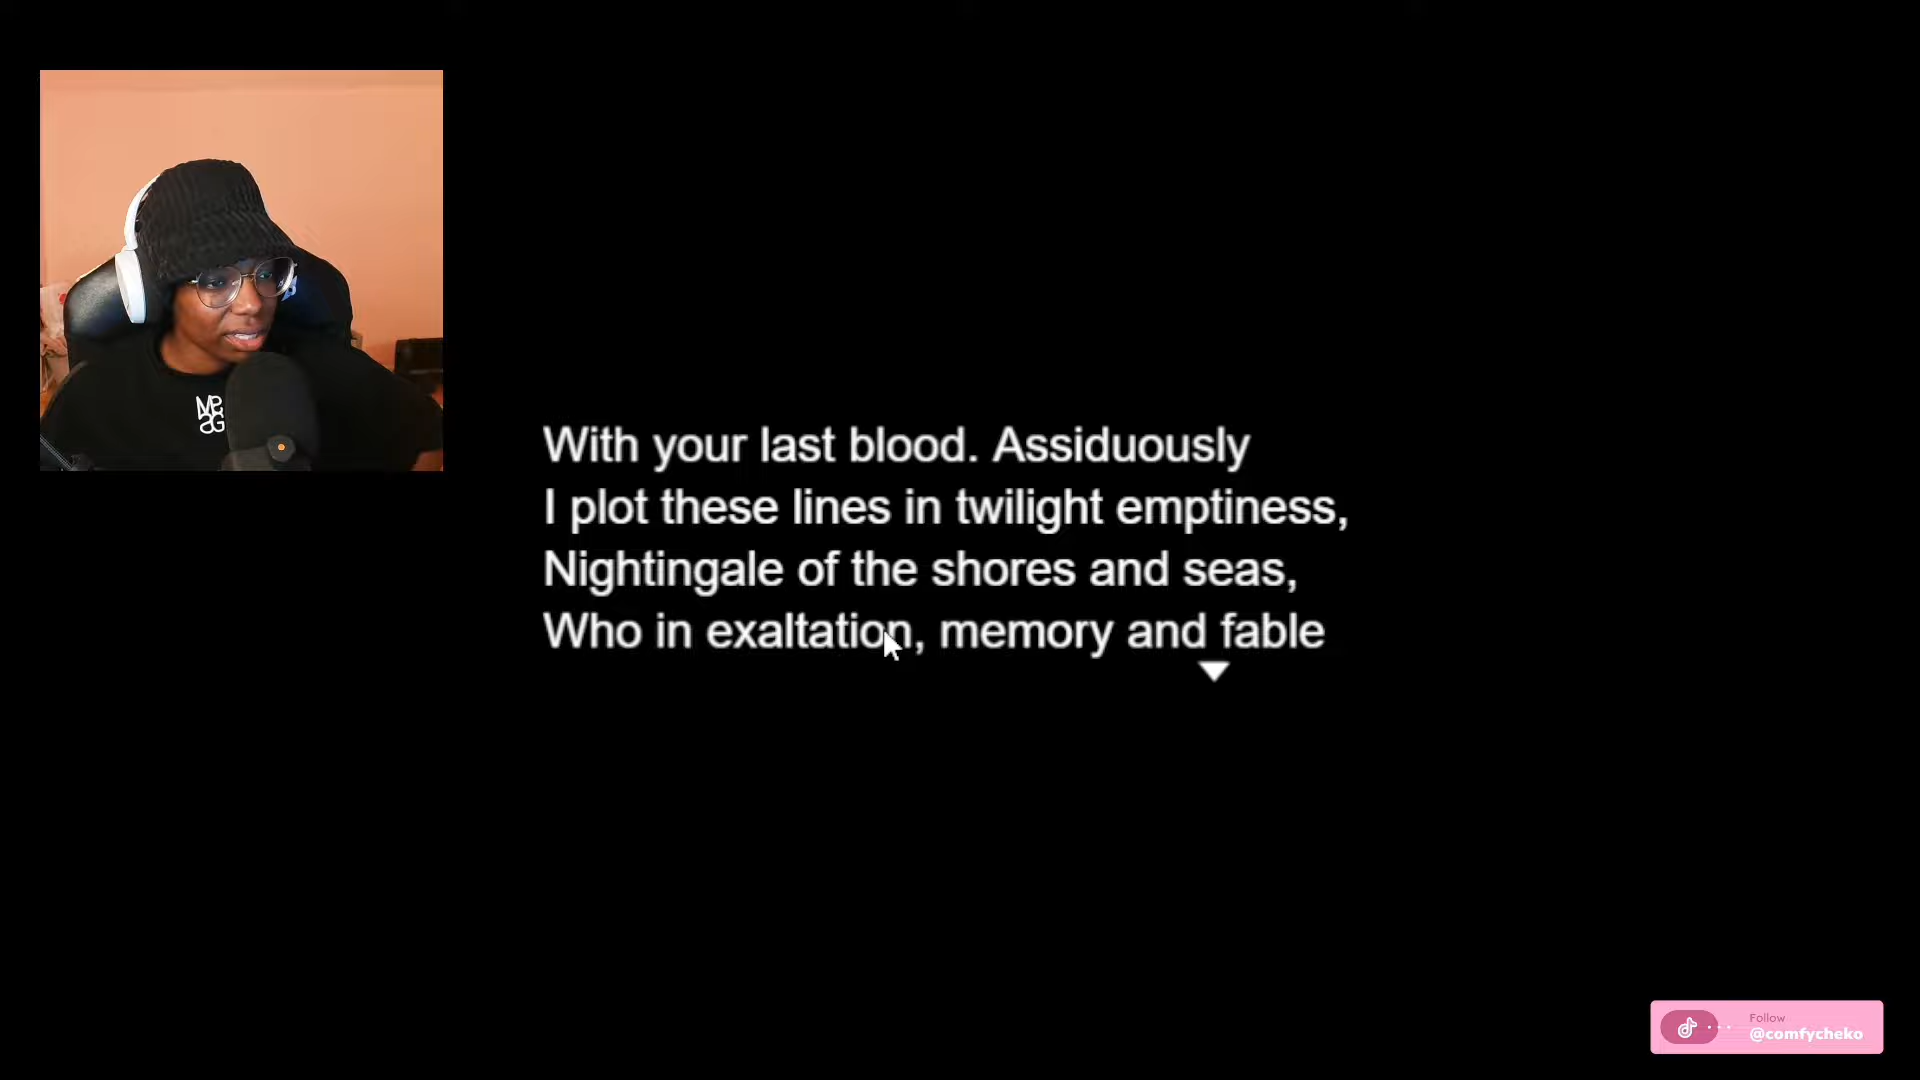 With your last blood. Assiduously
I plot these lines in twilight emptiness,
Nightingale of the shores and seas,
Who in exaltation, memory and fable
Follow
@comfycheko